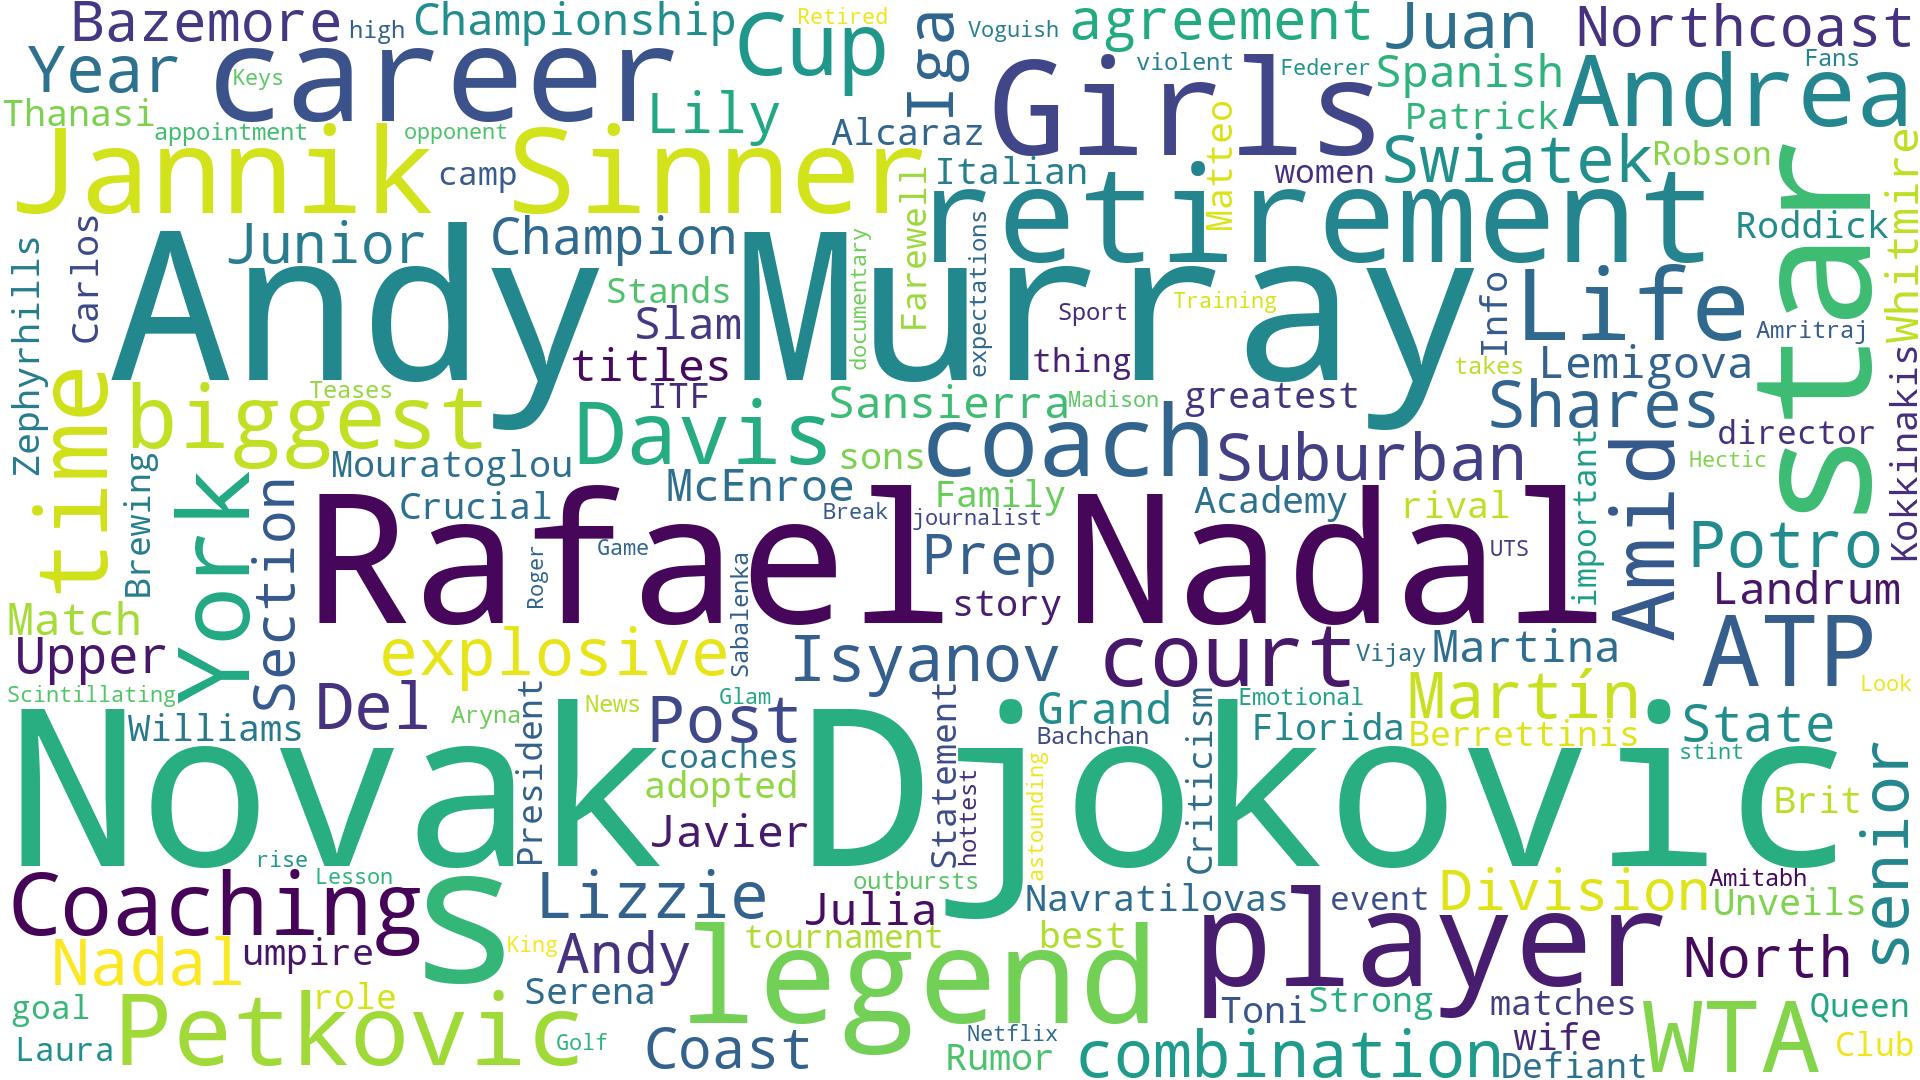 Bazemore
high
Championship
Cup
Retired
Iga
Voguish
agreement
Juan
Northcoast
Year
career
Keys
Lily
Alcaraz
Girls
violent
Federer
Spanish
Patrick
Andrea
Fans
Thanasi
appointment
opponent
Jannik Sinner
camp
Italian
Matteo
women
Swiatek
Robson
Whitmire
retirement
star
Roddick
Zephyrhills
Carlos
Junior
Champion
Farewell
documentary
expectations
Andy Murray
Stands
Slam
titles
ITF
Sport
Training
thing
Info
Life
Amritraj
takes
Lemigova
Kokkinakis
time
biggest
Teases
Davis
Sansierra
Madison
greatest
Shares
director
Hectic
Brewing
York
Section
Mouratoglou
Crucial
McEnroe
sons
coach
Suburban
important
Amid
Family
Academy
rival
Break
journalist
Rafael Nadal
Roger
Game
Sabalenka
Prep
story
UTS
Potro
Landrum
Match
Upper
explosive
Isyanov
court
Vijay
Martina
ATP
Look
Scintillating
Williams
Del
Aryna
President
News
Glam
Post
Statement
Grand
Bachchan
Criticism
Emotional
Florida
Martín
Berrettinis
State
stint
senior
Novak Djokovic
coaches
adopted
Javier
hottest
astounding
Brit
rise
Lesson
Coaching
s
Lizzie
outbursts
Julia
Navratilovas
event
Division
Amitabh
Unveils
Nadal
umpire
King
Andy
legend
tournament
best
player
North
goal
role
Serena
Toni
Strong
matches
WTA
Queen
Laura
Petkovic
Golf
Coast
Netflix
Rumor
combination
wife
Defiant
Club